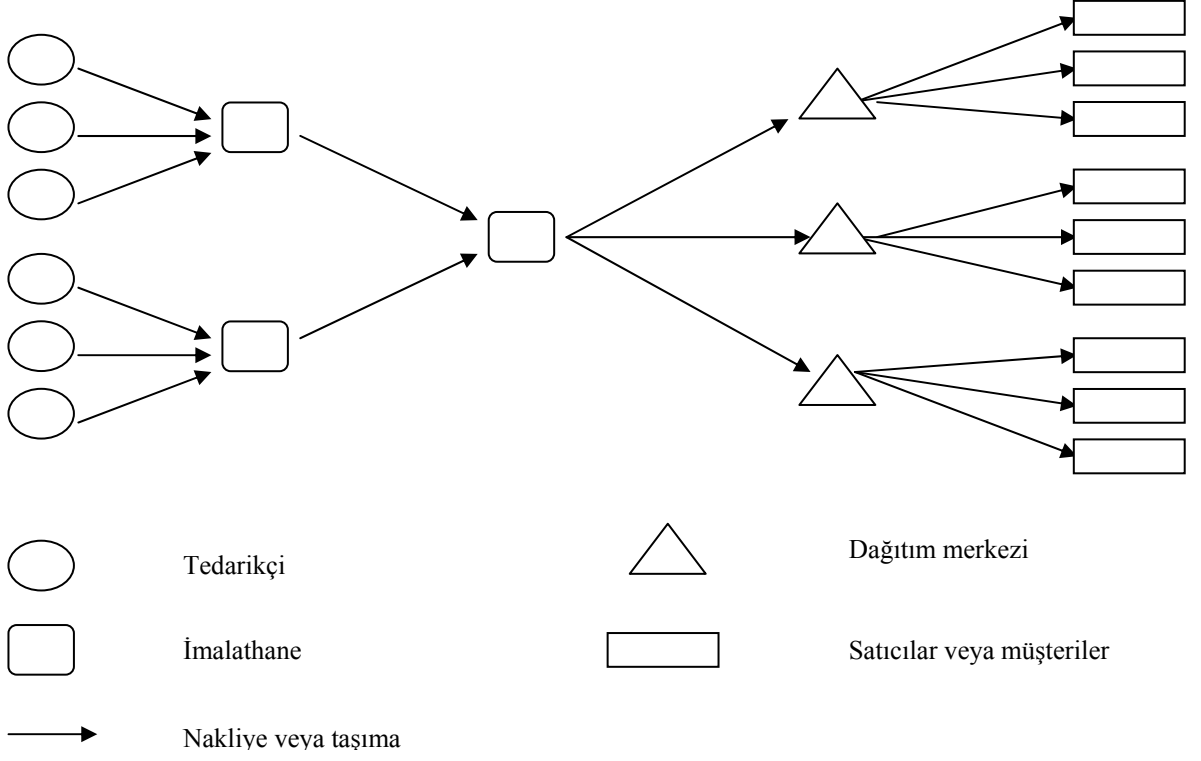 Tedarikçi
Dağıtım merkezi
İmalathane
Satıcılar veya müşteriler
Nakliye veya taşıma